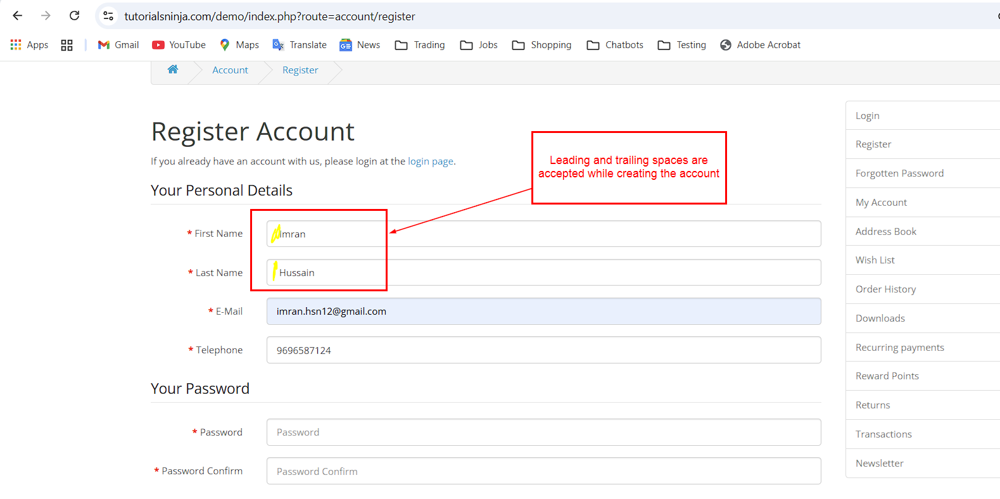 tutorialsninja.com/demo/index.php?route=account/register
Apps Gmail YouTube Maps Translate News Trading Jobs Shopping Chatbots Testing Adobe Acrobat
Account Register
Register Account
If you already have an account with us, please login at the login page.
Leading and trailing spaces are
accepted while creating the account
Your Personal Details
* First Name Imran
* Last Name Hussain
* E-Mail imran.hsn12@gmail.com
* Telephone 9696587124
Your Password
* Password Password
* Password Confirm Password Confirm
Login
Register
Forgotten Password
My Account
Address Book
Wish List
Order History
Downloads
Recurring payments
Reward Points
Returns
Transactions
Newsletter